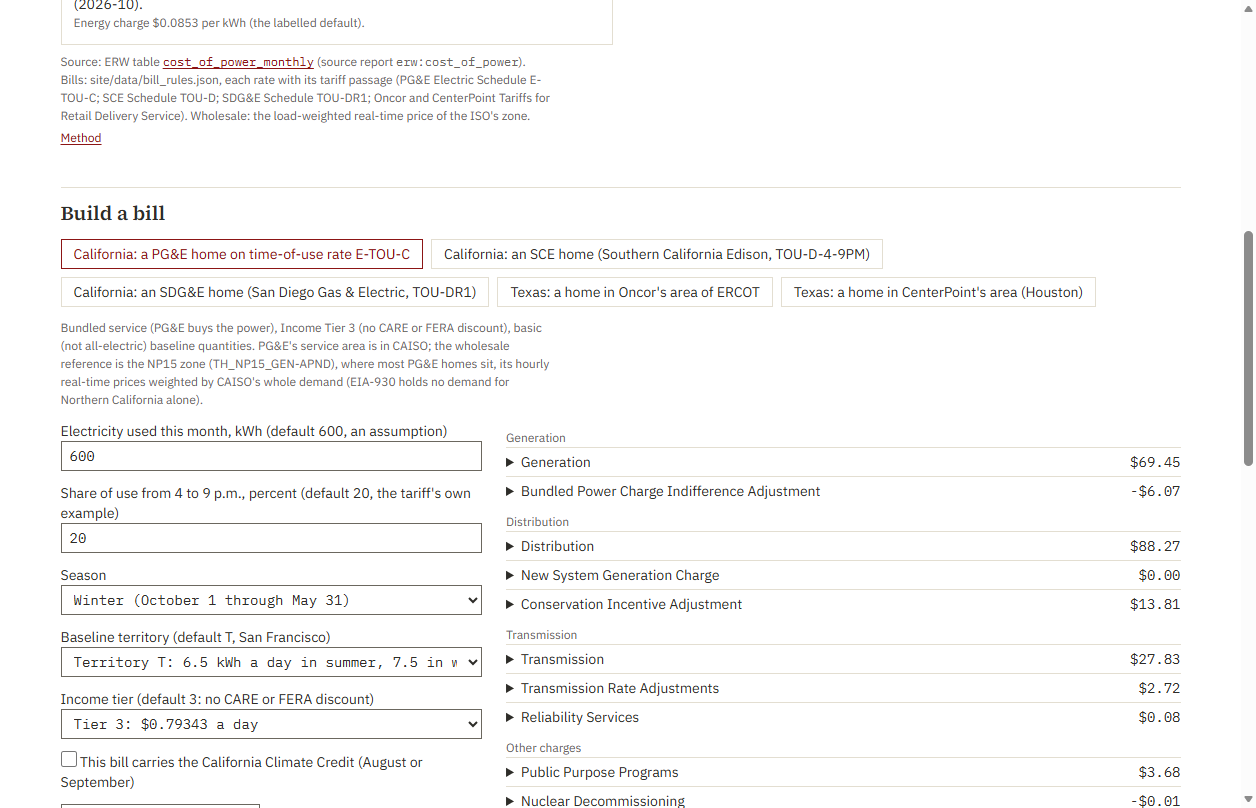 (2026-10).
Energy charge $0.0853 per kWh (the labelled default).
Source: ERW table cost_of_power_monthly (source report erw:cost_of_power).
Bills: site/data/bill_rules.json, each rate with its tariff passage (PG&E Electric Schedule E-
TOU-C; SCE Schedule TOU-D; SDG&E Schedule TOU-DR1; Oncor and CenterPoint Tariffs for
Retail Delivery Service). Wholesale: the load-weighted real-time price of the ISO's zone.
Method
Build a bill
California: a PG&E home on time-of-use rate E-TOU-C
California: an SCE home (Southern California Edison, TOU-D-4-9PM)
California: an SDG&E home (San Diego Gas & Electric, TOU-DR1)
Texas: a home in Oncor's area of ERCOT
Texas: a home in CenterPoint's area (Houston)
Bundled service (PG&E buys the power), Income Tier 3 (no CARE or FERA discount), basic
(not all-electric) baseline quantities. PG&E's service area is in CAISO; the wholesale
reference is the NP15 zone (TH_NP15_GEN-APND), where most PG&E homes sit, its hourly
real-time prices weighted by CAISO's whole demand (EIA-930 holds no demand for
Northern California alone).
Electricity used this month, kWh (default 600, an assumption)
600
Share of use from 4 to 9 p.m., percent (default 20, the tariff's own
example)
20
Season
Winter (October 1 through May 31)
Baseline territory (default T, San Francisco)
Territory T: 6.5 kWh a day in summer, 7.5 in w
Income tier (default 3: no CARE or FERA discount)
Tier 3: $0.79343 a day
This bill carries the California Climate Credit (August or
September)
Generation
Generation $69.45
Bundled Power Charge Indifference Adjustment -$6.07
Distribution
Distribution $88.27
New System Generation Charge $0.00
Conservation Incentive Adjustment $13.81
Transmission
Transmission $27.83
Transmission Rate Adjustments $2.72
Reliability Services $0.08
Other charges
Public Purpose Programs $3.68
Nuclear Decommissioning -$0.01